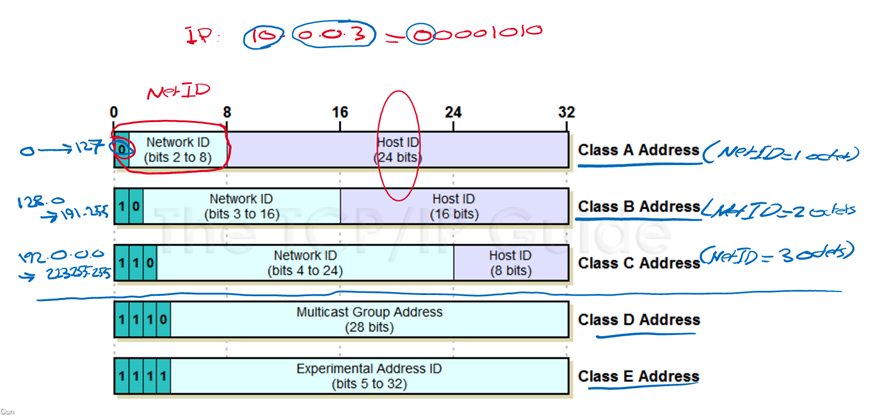 IP: 10.0.0.3 = 00001010
NetID
0 8 16 24 32
0→127 0 Network ID Host ID Class A Address (NetID=1 octet)
(bits 2 to 8) (24 bits)
128.0
→191.255 1 0 Network ID Host ID Class B Address (NetID=2 octets
(bits 3 to 16) (16 bits)
The TCP/IP Guide
192.0.0.0
→ 223.255.255 1 1 0 Network ID Host ID Class C Address (NetID=3 octets)
(bits 4 to 24) (8 bits)
1 1 1 0 Multicast Group Address Class D Address
(28 bits)
1 1 1 1 Experimental Address ID Class E Address
(bits 5 to 32)